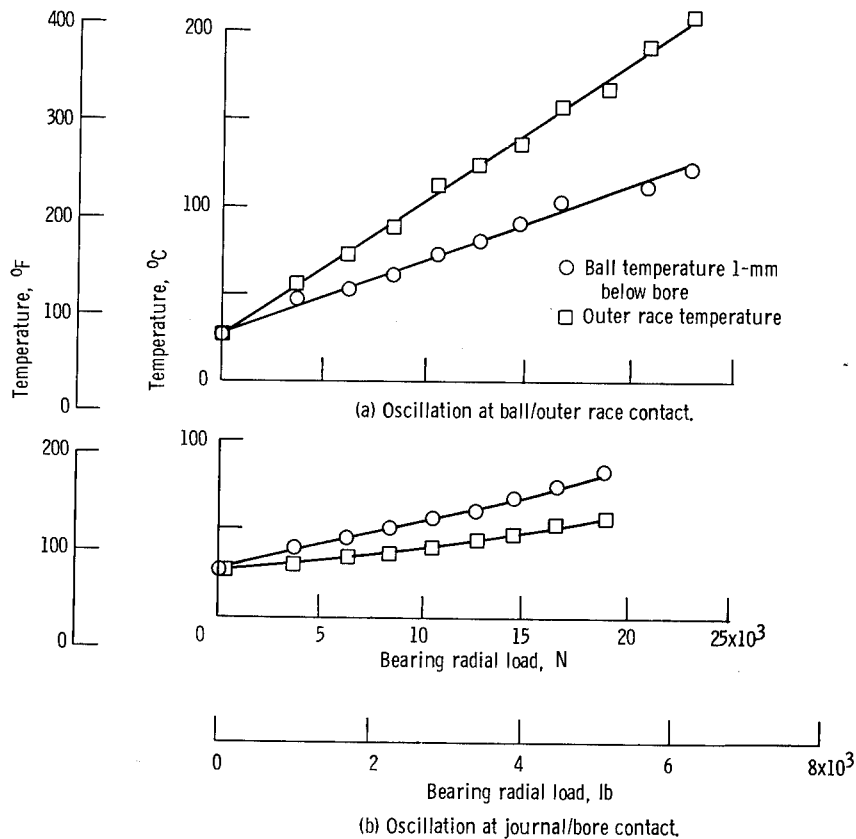 400
300
200
100
0
Temperature, °F
200
100
0
Temperature, °C
○ Ball temperature 1-mm
below bore
□ Outer race temperature
(a) Oscillation at ball/outer race contact.
200
100
0
100
0 5 10 15 20 25x10³
Bearing radial load, N
0 2 4 6 8x10³
Bearing radial load, lb
(b) Oscillation at journal/bore contact.